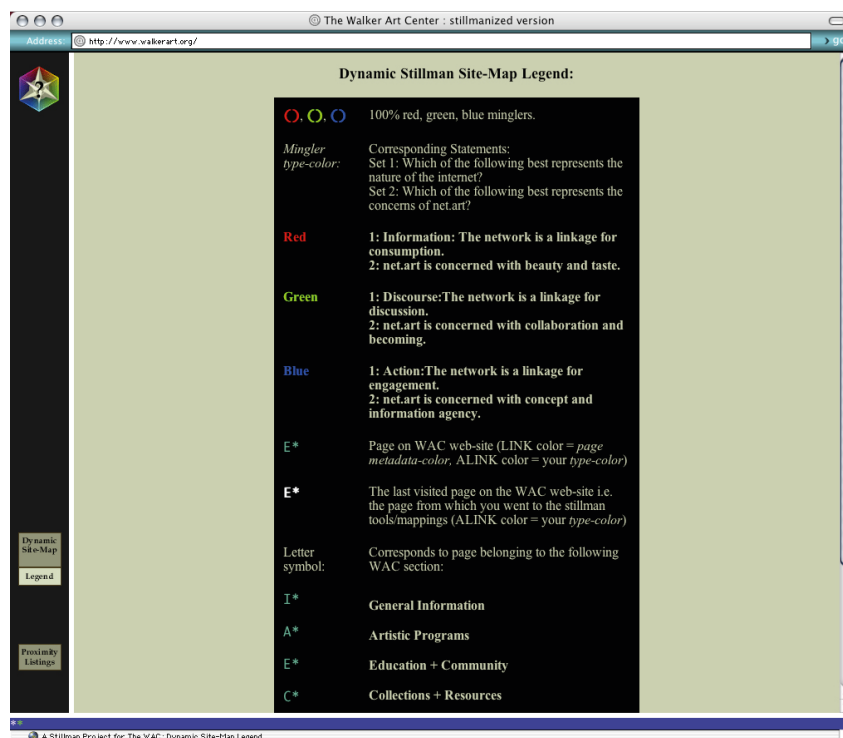 The Walker Art Center : stillmanized version
Address: http://www.walkerart.org/
?
Dynamic Stillman Site-Map Legend:
(), (), () 100% red, green, blue minglers.
Mingler Corresponding Statements:
type-color: Set 1: Which of the following best represents the
nature of the internet?
Set 2: Which of the following best represents the
concerns of net.art?
Red 1: Information: The network is a linkage for
consumption.
2: net.art is concerned with beauty and taste.
Green 1: Discourse:The network is a linkage for
discussion.
2: net.art is concerned with collaboration and
becoming.
Blue 1: Action:The network is a linkage for
engagement.
2: net.art is concerned with concept and
information agency.
E* Page on WAC web-site (LINK color = page
metadata-color, ALINK color = your type-color)
E* The last visited page on the WAC web-site i.e.
the page from which you went to the stillman
tools/mappings (ALINK color = your type-color)
Letter Corresponds to page belonging to the following
symbol: WAC section:
I* General Information
A* Artistic Programs
E* Education + Community
C* Collections + Resources
Dynamic
Site-Map
Legend
Proximity
Listings
**
A Stillman Project for The WAC: Dynamic Site-Map Legend